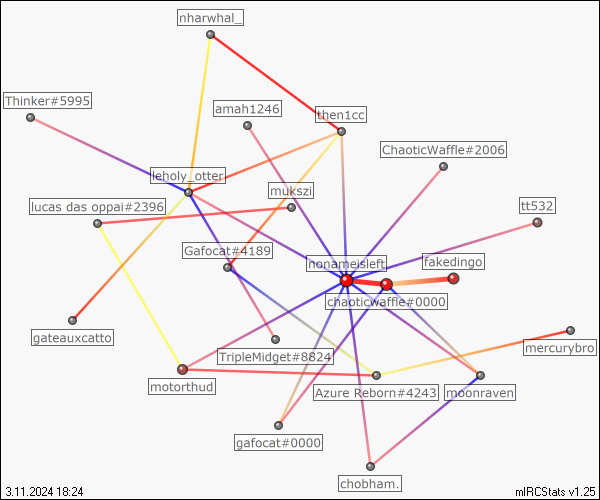 nharwhal_
Thinker#5995
amah1246
then1cc
ChaoticWaffle#2006
leholy_otter
mukszi
lucas das oppai#2396
tt532
Gafocat#4189
nonameisleft
fakedingo
chaoticwaffle#0000
gateauxcatto
TripleMidget#8824
mercurybro
motorthud
Azure Reborn#4243
moonraven
gafocat#0000
chobham.
3.11.2024 18:24
mIRCStats v1.25